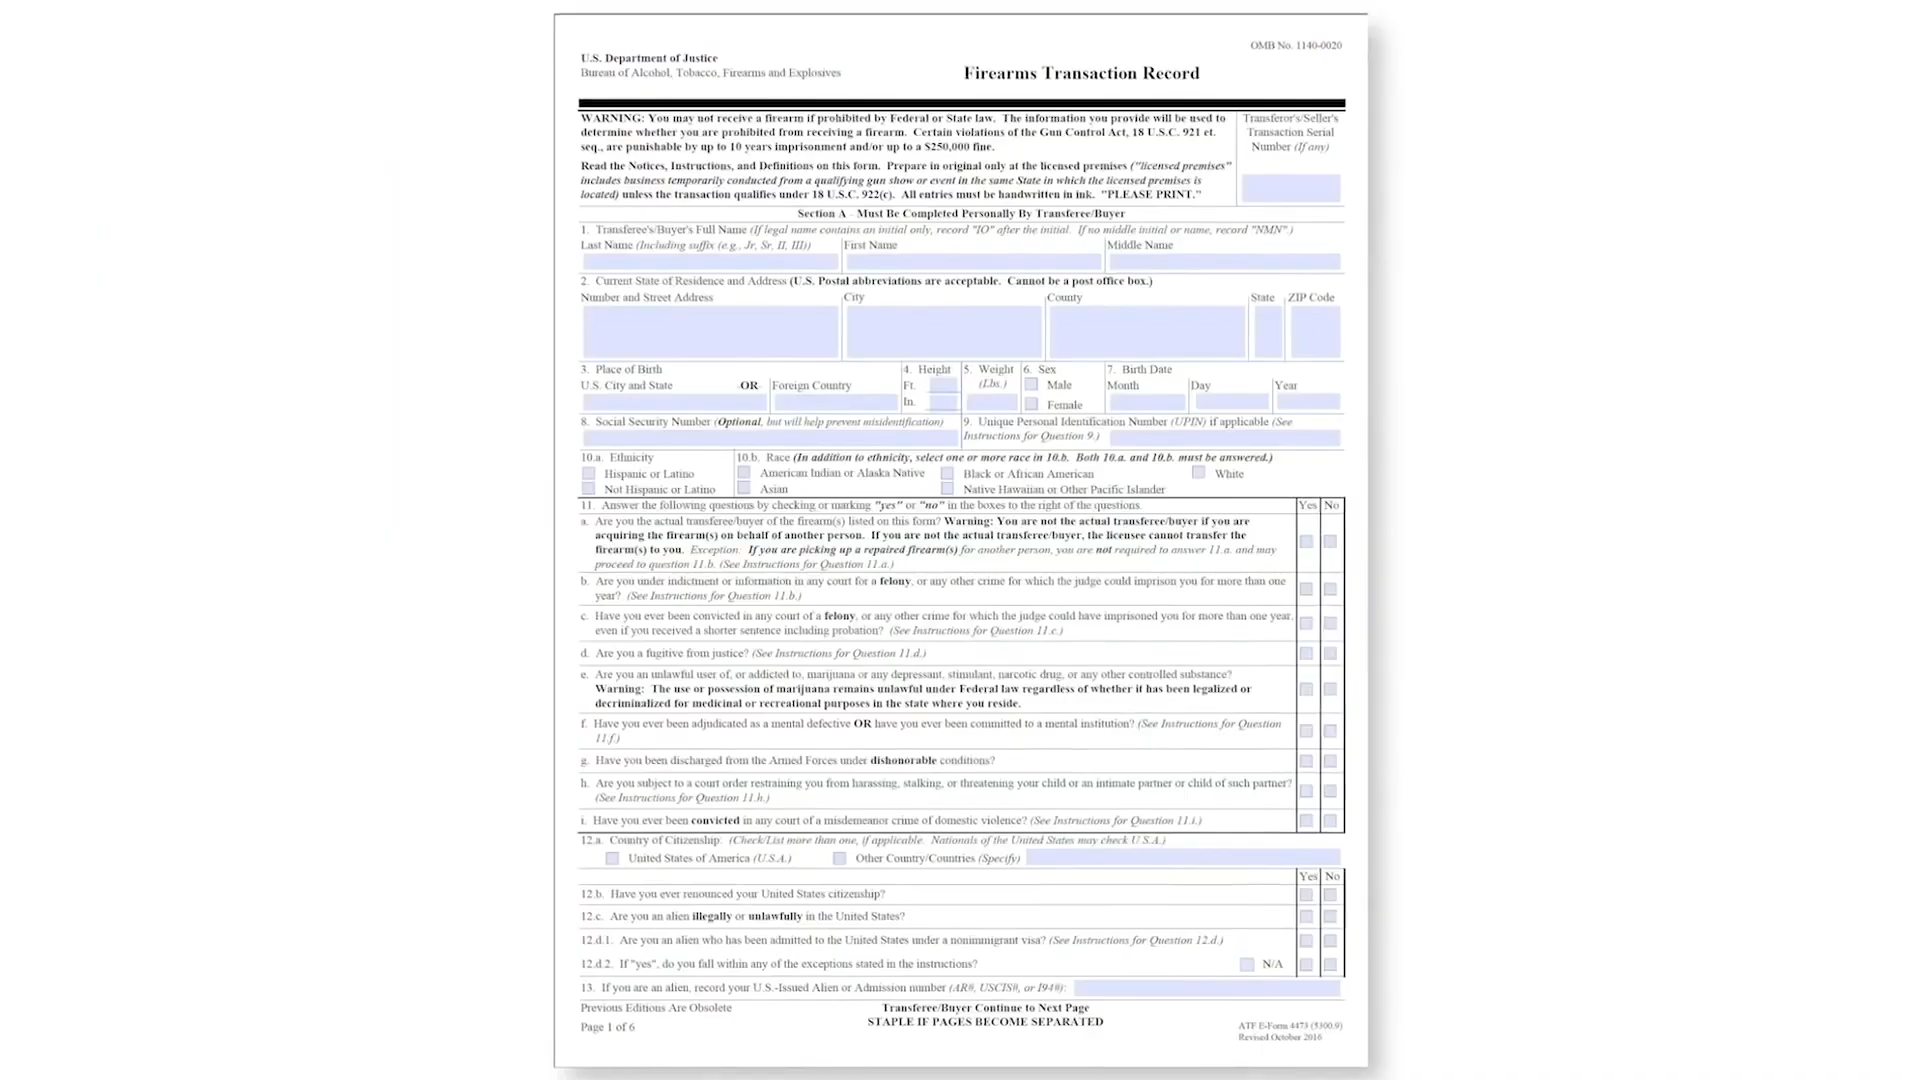 OMB No. 1140-0020
U.S. Department of Justice
Bureau of Alcohol, Tobacco, Firearms and Explosives
Firearms Transaction Record
WARNING: You may not receive a firearm if prohibited by Federal or State law. The information you provide will be used to
determine whether you are prohibited from receiving a firearm. Certain violations of the Gun Control Act, 18 U.S.C. 921 et.
seq., are punishable by up to 10 years imprisonment and/or up to a $250,000 fine.
Transferor's/Seller's
Transaction Serial
Number (If any)
Read the Notices, Instructions, and Definitions on this form. Prepare in original only at the licensed premises ("licensed premises"
includes business temporarily conducted from a qualifying gun show or event in the same State in which the licensed premises is
located) unless the transaction qualifies under 18 U.S.C. 922(c). All entries must be handwritten in ink. "PLEASE PRINT."
Section A - Must Be Completed Personally By Transferee/Buyer
1. Transferee's/Buyer's Full Name (If legal name contains an initial only, record "IO" after the initial. If no middle initial or name, record "NMN".)
Last Name (Including suffix (e.g., Jr, Sr, II, III)) First Name Middle Name
2. Current State of Residence and Address (U.S. Postal abbreviations are acceptable. Cannot be a post office box.)
Number and Street Address City County State ZIP Code
3. Place of Birth 4. Height 5. Weight 6. Sex 7. Birth Date
U.S. City and State -OR- Foreign Country Ft. (Lbs.) Male Month Day Year
In. Female
8. Social Security Number (Optional, but will help prevent misidentification) 9. Unique Personal Identification Number (UPIN) if applicable (See
Instructions for Question 9.)
10.a. Ethnicity 10.b. Race (In addition to ethnicity, select one or more race in 10.b. Both 10.a. and 10.b. must be answered.)
Hispanic or Latino American Indian or Alaska Native Black or African American White
Not Hispanic or Latino Asian Native Hawaiian or Other Pacific Islander
11. Answer the following questions by checking or marking "yes" or "no" in the boxes to the right of the questions. Yes No
a. Are you the actual transferee/buyer of the firearm(s) listed on this form? Warning: You are not the actual transferee/buyer if you are
acquiring the firearm(s) on behalf of another person. If you are not the actual transferee/buyer, the licensee cannot transfer the
firearm(s) to you. Exception: If you are picking up a repaired firearm(s) for another person, you are not required to answer 11.a. and may
proceed to question 11.b. (See Instructions for Question 11.a.)
b. Are you under indictment or information in any court for a felony, or any other crime for which the judge could imprison you for more than one
year? (See Instructions for Question 11.b.)
c. Have you ever been convicted in any court of a felony, or any other crime for which the judge could have imprisoned you for more than one year,
even if you received a shorter sentence including probation? (See Instructions for Question 11.c.)
d. Are you a fugitive from justice? (See Instructions for Question 11.d.)
e. Are you an unlawful user of, or addicted to, marijuana or any depressant, stimulant, narcotic drug, or any other controlled substance?
Warning: The use or possession of marijuana remains unlawful under Federal law regardless of whether it has been legalized or
decriminalized for medicinal or recreational purposes in the state where you reside.
f. Have you ever been adjudicated as a mental defective OR have you ever been committed to a mental institution? (See Instructions for Question
11.f.)
g. Have you been discharged from the Armed Forces under dishonorable conditions?
h. Are you subject to a court order restraining you from harassing, stalking, or threatening your child or an intimate partner or child of such partner?
(See Instructions for Question 11.h.)
i. Have you ever been convicted in any court of a misdemeanor crime of domestic violence? (See Instructions for Question 11.i.)
12.a. Country of Citizenship: (Check/List more than one, if applicable. Nationals of the United States may check U.S.A.)
United States of America (U.S.A.) Other Country/Countries (Specify)
Yes No
12.b. Have you ever renounced your United States citizenship?
12.c. Are you an alien illegally or unlawfully in the United States?
12.d.1. Are you an alien who has been admitted to the United States under a nonimmigrant visa? (See Instructions for Question 12.d.)
12.d.2. If "yes", do you fall within any of the exceptions stated in the instructions? N/A
13. If you are an alien, record your U.S.-Issued Alien or Admission number (AR#, USCIS#, or I94#):
Previous Editions Are Obsolete
Transferee/Buyer Continue to Next Page
STAPLE IF PAGES BECOME SEPARATED
Page 1 of 6
ATF E-Form 4473 (5300.9)
Revised October 2016